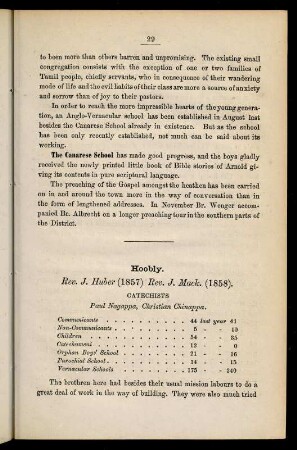 29
to been more than others barren and unpromising. The existing small
congregation consists with the exception of one or two families of
Tamil people, chiefly servants, who in consequence of their wandering
mode of life and the evil habits of their class are more a source of anxiety
and sorrow than of joy to their pastors.
In order to reach the more impressible hearts of the young genera-
tion, an Anglo-Vernacular school has been established in August last
besides the Canarese School already in existence. But as the school
has been only recently established, not much can be said about its
working.
The Canarese School has made good progress, and the boys gladly
received the newly printed little book of Bible stories of Arnold giv-
ing its contents in pure scriptural language.
The preaching of the Gospel amongst the heathen has been carried
on in and around the town more in the way of conversation than in the
form of lengthened addresses. In November Br. Wenger accom-
panied Br. Albrecht on a longer preaching tour in the southern parts of
the District.
Hoobly.
Rev. J. Huber (1857) Rev. J. Mack. (1858).
CATECHISTS
Paul Nagappa, Christian Chinappa.
Communicants . . . . . . . . . . 44 last year 41
Non-Communicants . . . . . . . . 5 " " 13
Children . . . . . . . . . . 54 " " 35
Catechumens . . . . . . . . . . 12 " " 0
Orphan Boys' School . . . . . . . . 21 " " 16
Parochial School . . . . . . . . . 14 " " 15
Vernacular Schools . . . . . . . . 175 " " 149
The brethren here had besides their usual mission labours to do a
great deal of work in the way of building. They were also much tried